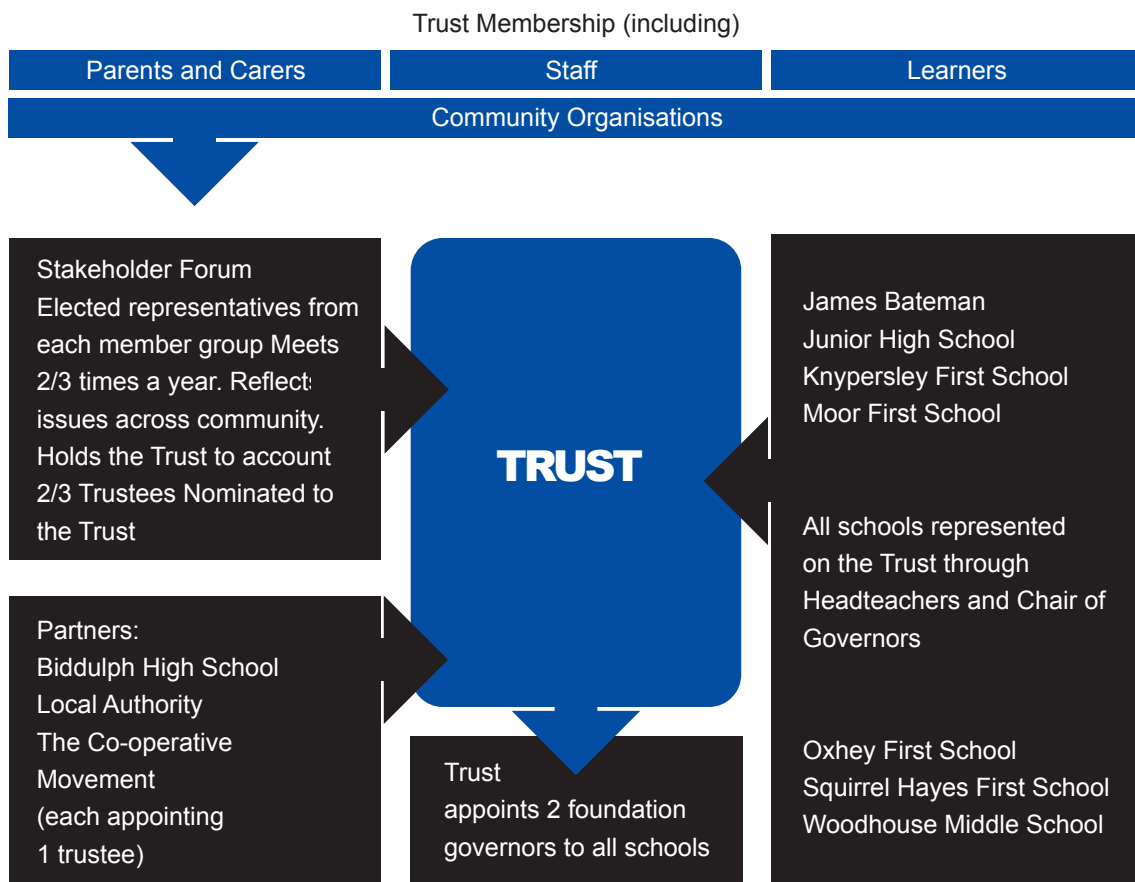 Trust Membership (including)
Parents and Carers
Staff
Learners
Community Organisations
Stakeholder Forum
Elected representatives from
each member group Meets
2/3 times a year. Reflects
issues across community.
Holds the Trust to account
2/3 Trustees Nominated to
the Trust
Partners:
Biddulph High School
Local Authority
The Co-operative
Movement
(each appointing
1 trustee)
TRUST
Trust
appoints 2 foundation
governors to all schools
James Bateman
Junior High School
Knypersley First School
Moor First School
All schools represented
on the Trust through
Headteachers and Chair of
Governors
Oxhey First School
Squirrel Hayes First School
Woodhouse Middle School